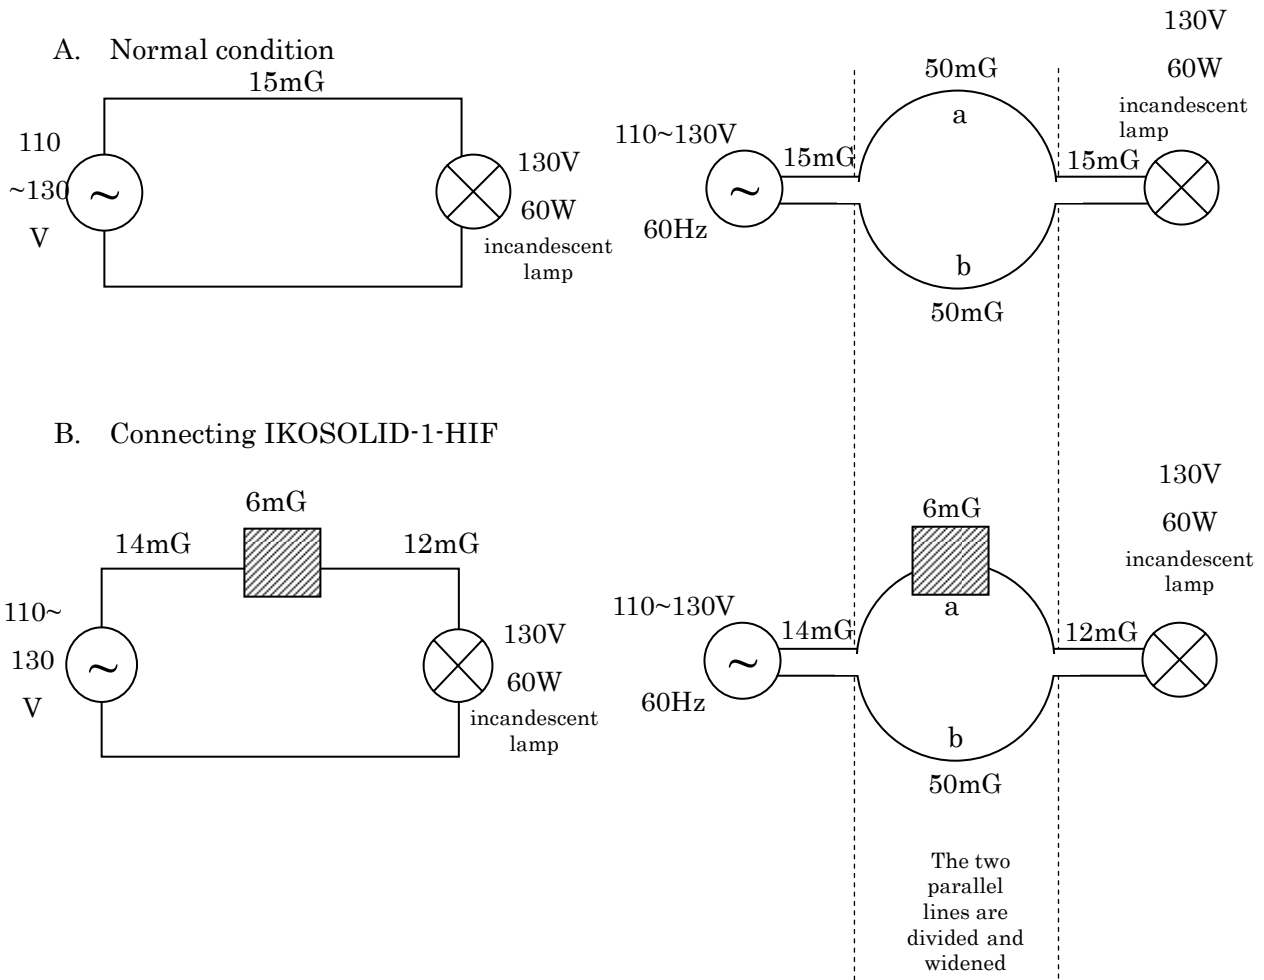 A. Normal condition
15mG
110
~130
V
~
130V
60W
incandescent
lamp
130V
60W
incandescent
lamp
50mG
a
110~130V
15mG
15mG
~
60Hz
b
50mG
B. Connecting IKOSOLID-1-HIF
6mG
14mG
12mG
110~
130
V
~
130V
60W
incandescent
lamp
130V
60W
incandescent
lamp
6mG
a
110~130V
14mG
12mG
~
60Hz
b
50mG
The two
parallel
lines are
divided and
widened